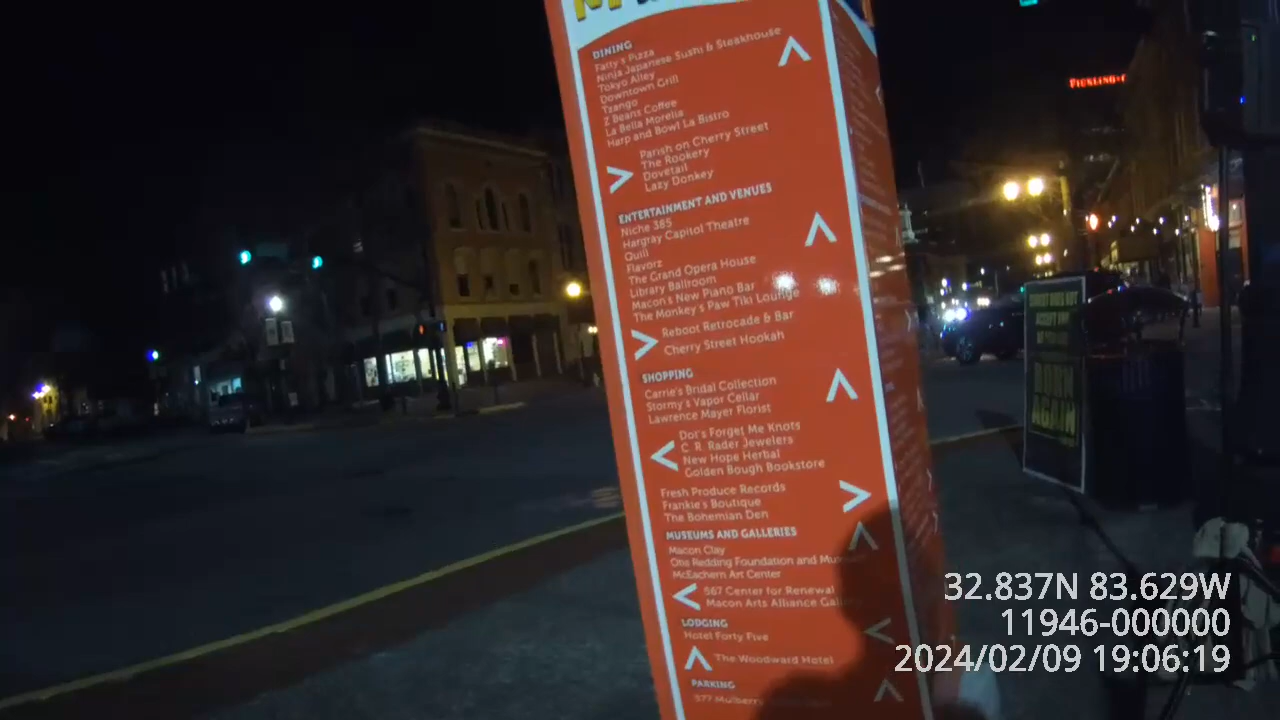 DINING
Fatty's Pizza
Ninja Japanese Sushi & Steakhouse
Tokyo Alley
Downtown Grill
Tzango
Z Beans Coffee
La Bella Morelia
Harp and Bowl La Bistro
Parish on Cherry Street
The Rookery
Dovetail
Lazy Donkey
ENTERTAINMENT AND VENUES
Niche 385
Hargray Capitol Theatre
Quill
Flavorz
The Grand Opera House
Library Ballroom
Macon's New Piano Bar
The Monkey's Paw Tiki Lounge
Reboot Retrocade & Bar
Cherry Street Hookah
SHOPPING
Carrie's Bridal Collection
Stormy's Vapor Cellar
Lawrence Mayer Florist
Dot's Forget Me Knots
C. R. Rader Jewelers
New Hope Herbal
Golden Bough Bookstore
Fresh Produce Records
Frankie's Boutique
The Bohemian Den
MUSEUMS AND GALLERIES
Macon Clay
Otis Redding Foundation and Mu
McEachern Art Center
567 Center for Renewal
Macon Arts Alliance Gall
LODGING
Hotel Forty Five
The Woodward Hotel
PARKING
577 Mulberry
PICKLING
AGAIN
32.837N 83.629W
11946-000000
2024/02/09 19:06:19